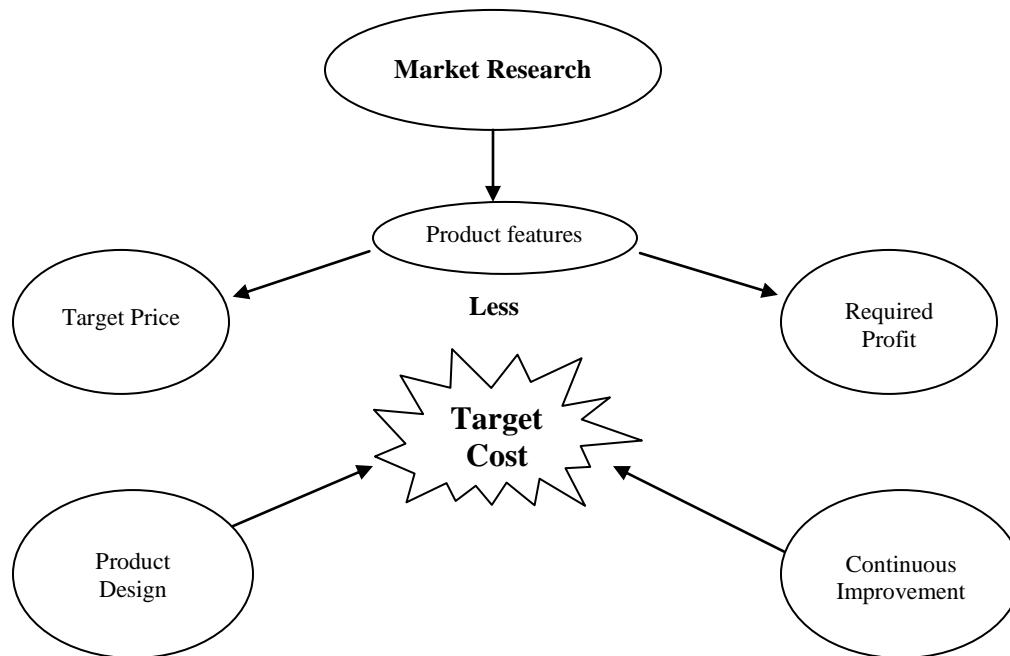 Market Research
Product features
Target Price
Less
Required
Profit
Target
Cost
Product
Design
Continuous
Improvement